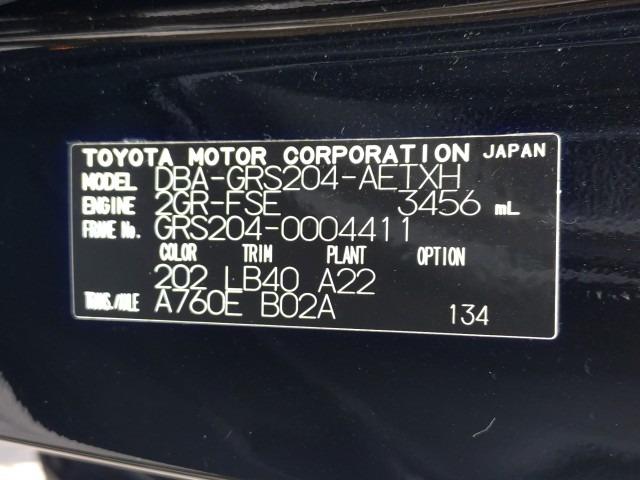 TOYOTA MOTOR CORPORATION JAPAN
MODEL DBA-GRS204-AETXH
ENGINE 2GR-FSE 3456 mL
FRAME No. GRS204-0004411
COLOR TRIM PLANT OPTION
202 LB40 A22
TRANS./AXLE A760E B02A 134